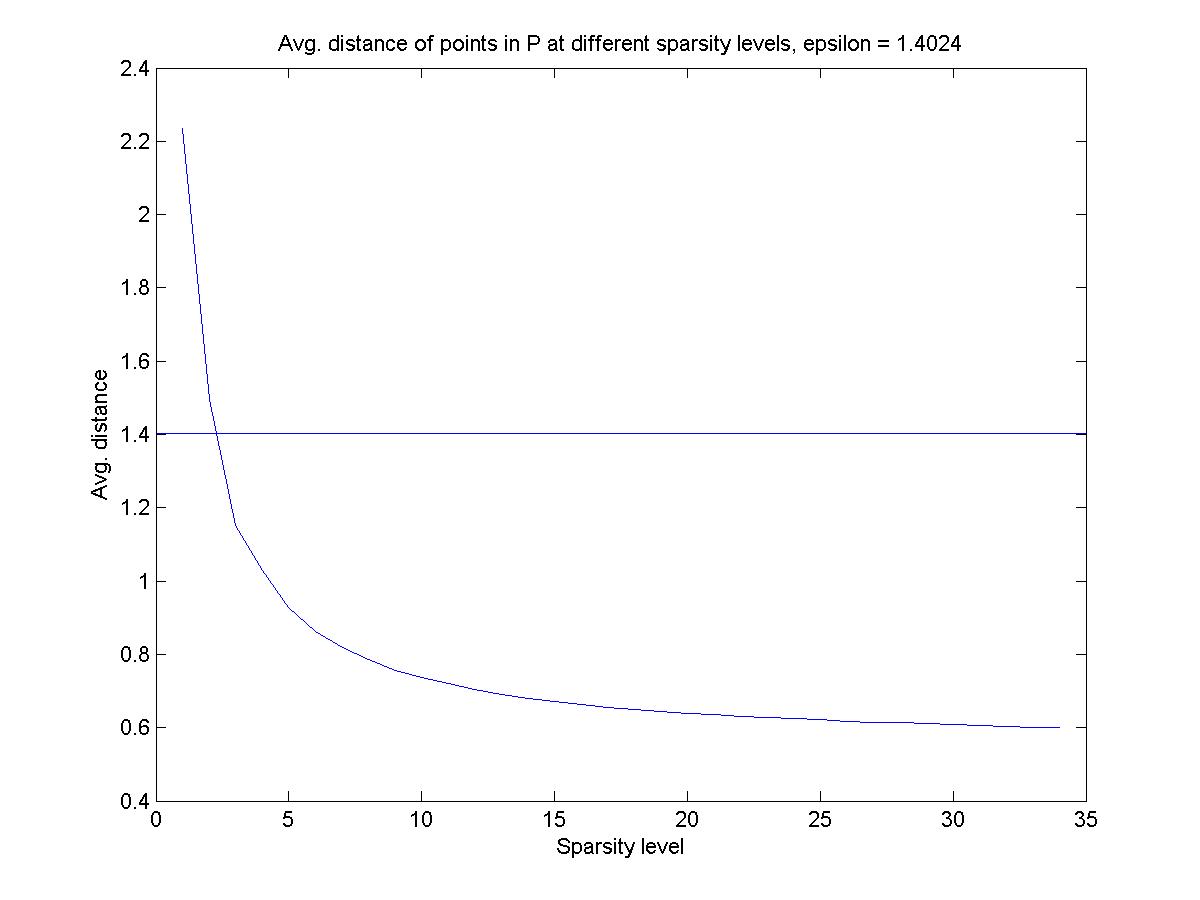 Avg. distance of points in P at different sparsity levels, epsilon = 1.4024
2.4
2.2
2
1.8
1.6
1.4
1.2
1
0.8
0.6
0.4
Avg. distance
0 5 10 15 20 25 30 35
Sparsity level